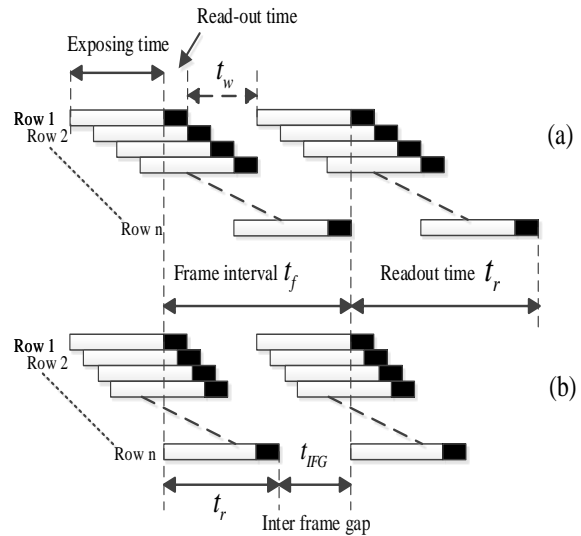 Read-out time
Exposing time
t_w
Row 1
Row 2
(a)
Row n
Frame interval t_f
Readout time t_r
Row 1
Row 2
(b)
Row n
t_IFG
t_r
Inter frame gap